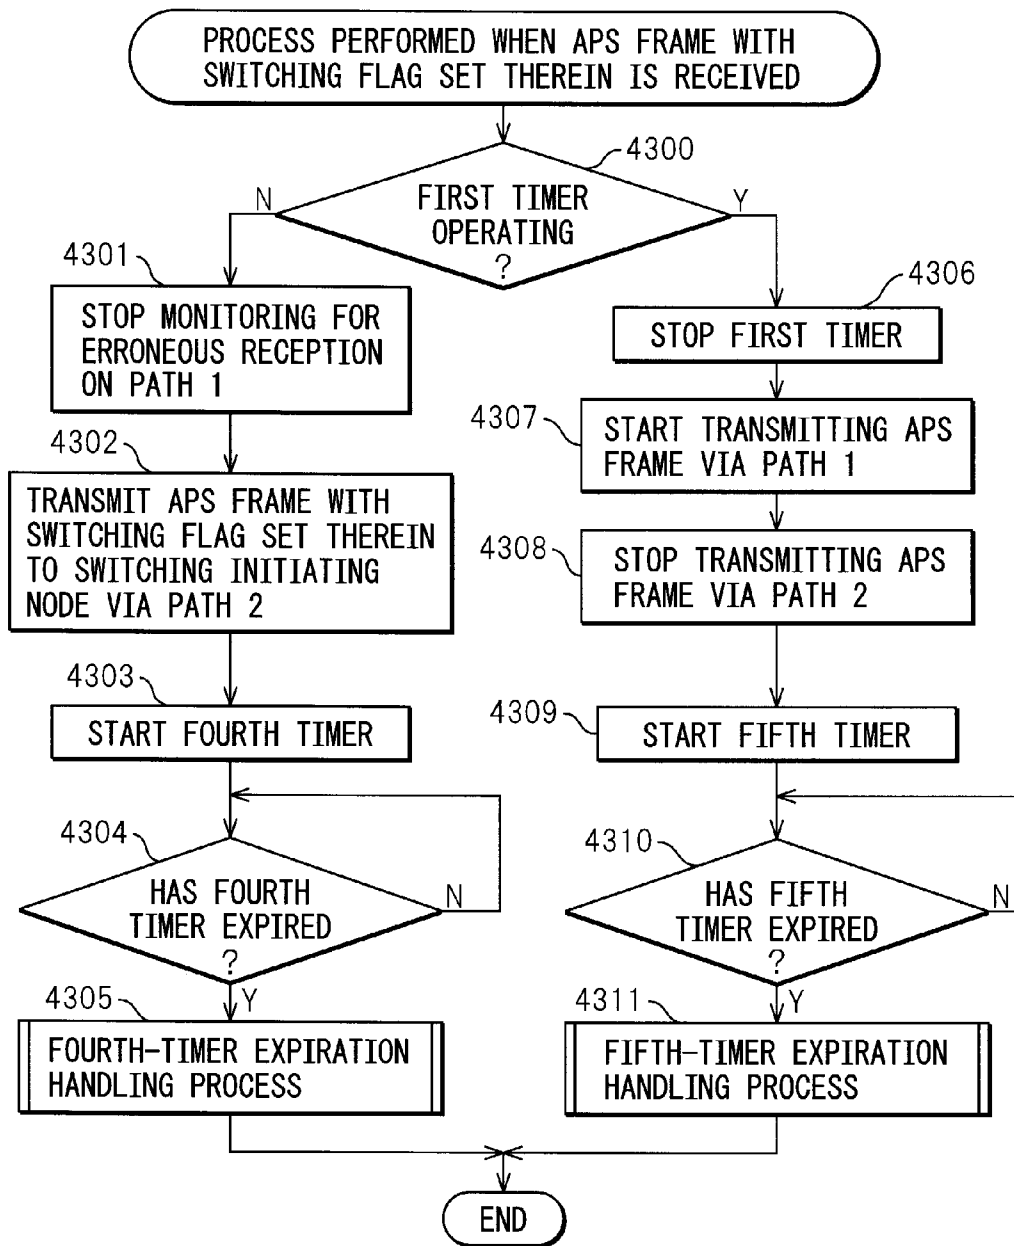 PROCESS PERFORMED WHEN APS FRAME WITH
SWITCHING FLAG SET THEREIN IS RECEIVED
4300
FIRST TIMER
OPERATING
?
N
Y
4301
STOP MONITORING FOR
ERRONEOUS RECEPTION
ON PATH 1
4302
TRANSMIT APS FRAME WITH
SWITCHING FLAG SET THEREIN
TO SWITCHING INITIATING
NODE VIA PATH 2
4303
START FOURTH TIMER
4304
HAS FOURTH
TIMER EXPIRED
?
N
Y
4305
FOURTH-TIMER EXPIRATION
HANDLING PROCESS
4306
STOP FIRST TIMER
4307
START TRANSMITTING APS
FRAME VIA PATH 1
4308
STOP TRANSMITTING APS
FRAME VIA PATH 2
4309
START FIFTH TIMER
4310
HAS FIFTH
TIMER EXPIRED
?
N
Y
4311
FIFTH-TIMER EXPIRATION
HANDLING PROCESS
END